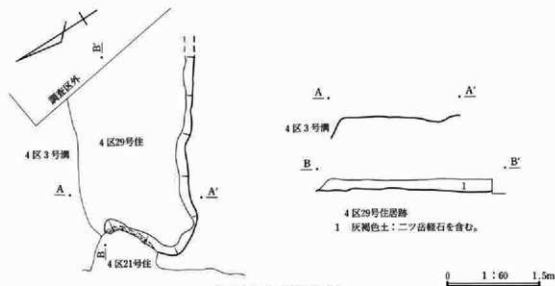 B'
調査区外
4区29号住
4区3号溝
A
A'
B
4区21号住
A
A'
4区3号溝
B
B'
1
4区29号住居跡
1 灰褐色土:二ツ岳軽石を含む。
0 1:60 1.5m